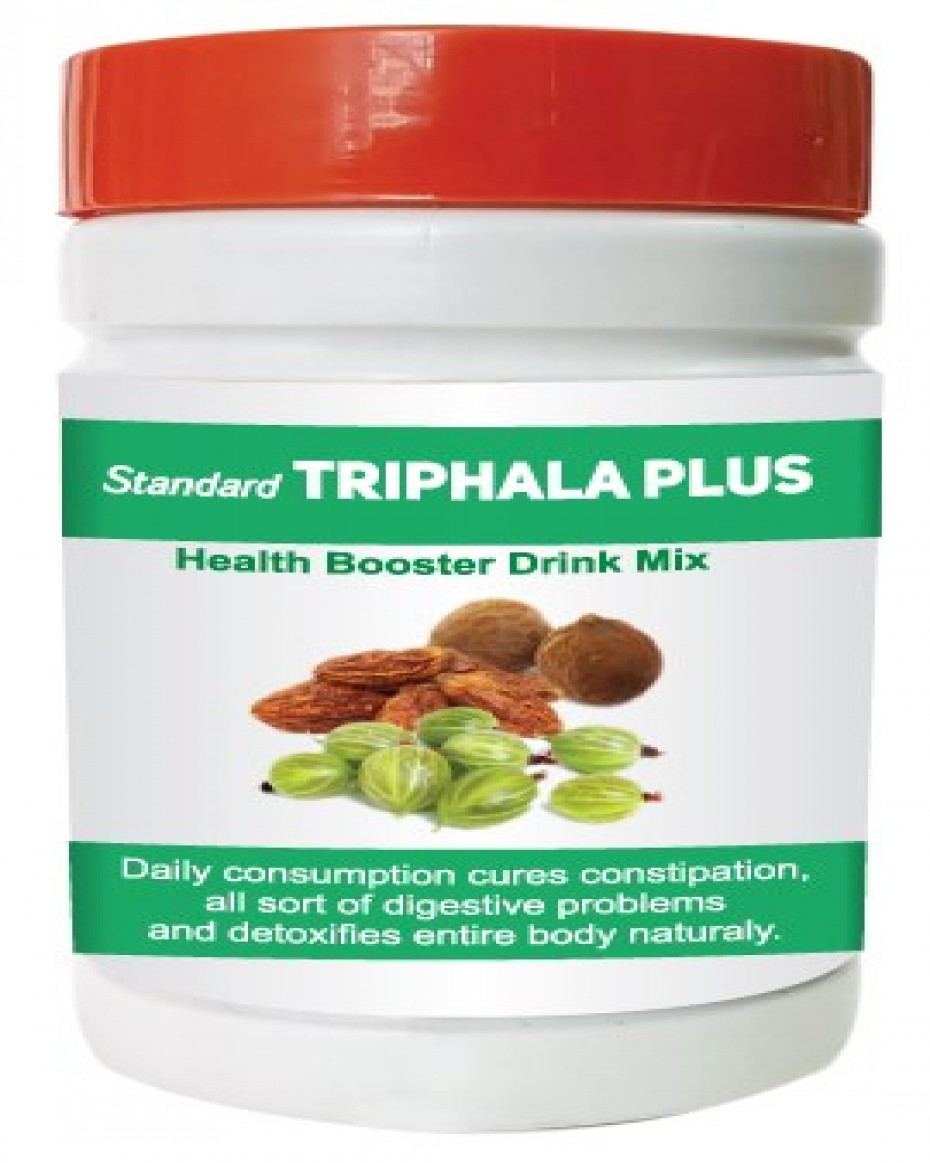 Standard TRIPHALA PLUS
Health Booster Drink Mix
Daily consumption cures constipation,
all sort of digestive problems
and detoxifies entire body naturaly.